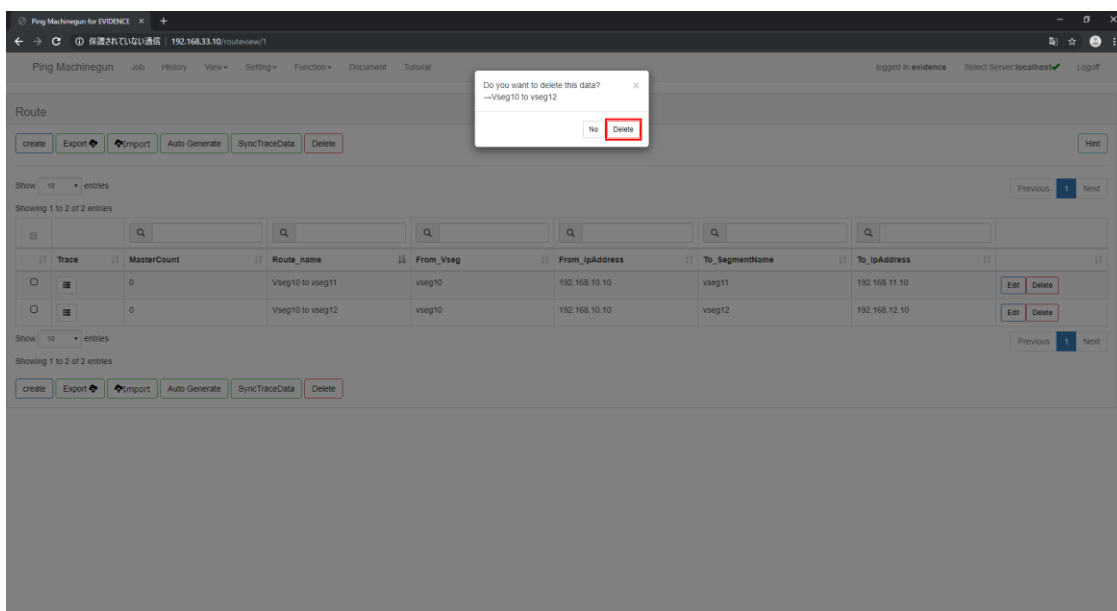 Ping Machinegun for EVIDENCE
保護されていない通信 | 192.168.33.10/routeview/1
Ping Machinegun Job History View Setting Function Document Tutorial logged in:evidence Select Server:localhost✔ Logoff
Do you want to delete this data? ×
→Vseg10 to vseg12
No Delete
Route
create Export Import Auto Generate SyncTraceData Delete Hint
Show 10 entries Previous 1 Next
Showing 1 to 2 of 2 entries
Trace MasterCount Route_name From_Vseg From_IpAddress To_SegmentName To_IpAddress
0 Vseg10 to vseg11 vseg10 192.168.10.10 vseg11 192.168.11.10 Edit Delete
0 Vseg10 to vseg12 vseg10 192.168.10.10 vseg12 192.168.12.10 Edit Delete
Show 10 entries Previous 1 Next
Showing 1 to 2 of 2 entries
create Export Import Auto Generate SyncTraceData Delete